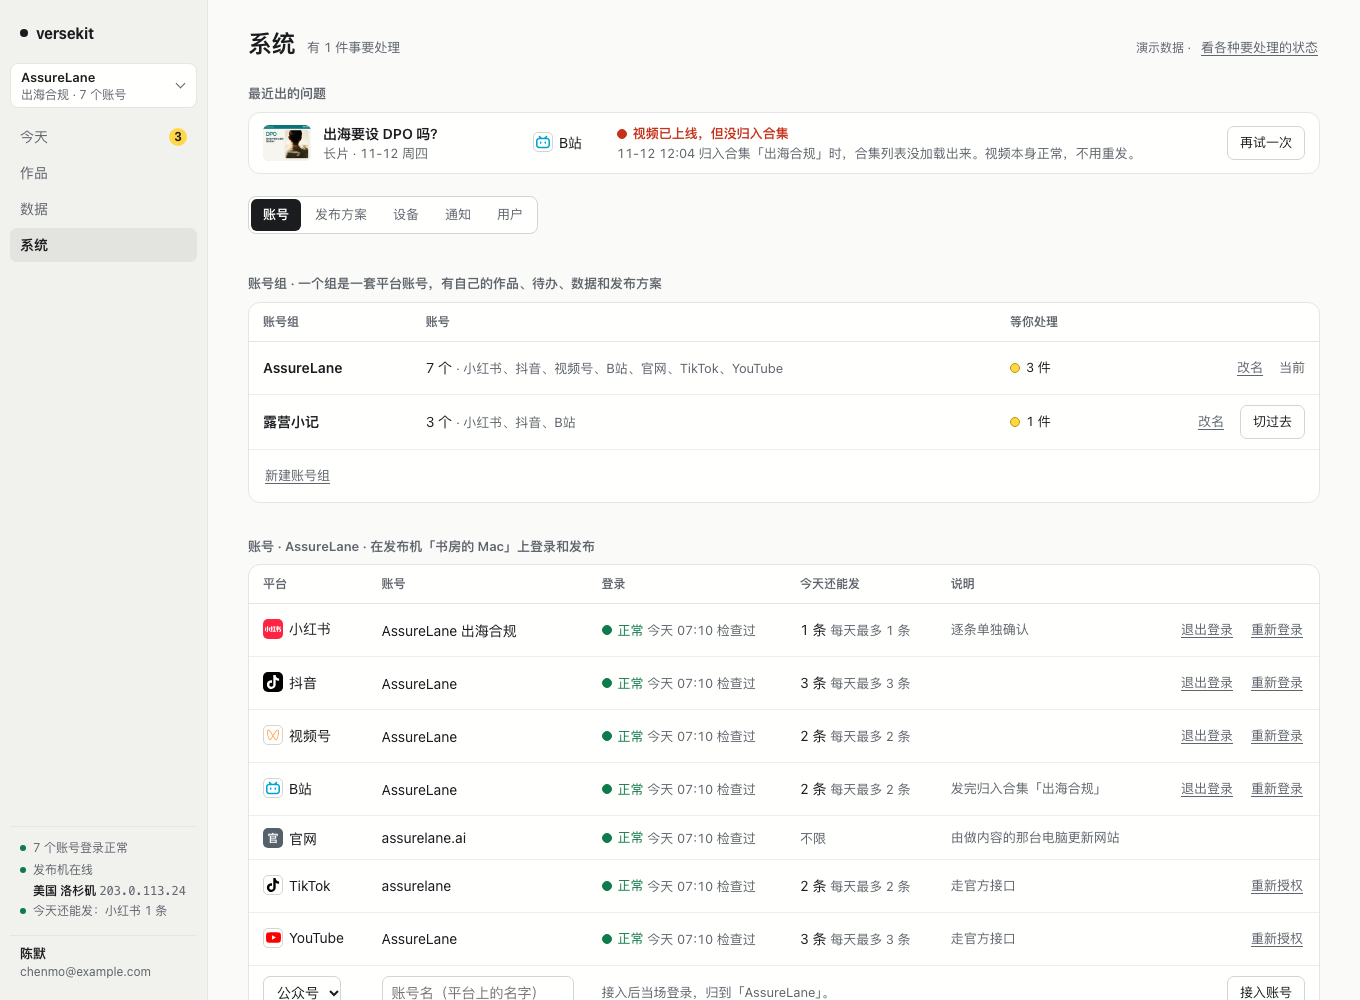 versekit
AssureLane
出海合规 · 7 个账号
今天 3
作品
数据
系统
7 个账号登录正常
发布机在线
美国 洛杉矶 203.0.113.24
今天还能发：小红书 1 条
陈默
chenmo@example.com
系统 有 1 件事要处理
演示数据 · 看各种要处理的状态
最近出的问题
出海要设 DPO 吗?
长片 · 11-12 周四
B站
视频已上线，但没归入合集
11-12 12:04 归入合集「出海合规」时，合集列表没加载出来。视频本身正常，不用重发。
再试一次
账号 发布方案 设备 通知 用户
账号组 · 一个组是一套平台账号，有自己的作品、待办、数据和发布方案
账号组 账号 等你处理
AssureLane 7 个 · 小红书、抖音、视频号、B站、官网、TikTok、YouTube 3 件 改名 当前
露营小记 3 个 · 小红书、抖音、B站 1 件 改名 切过去
新建账号组
账号 · AssureLane · 在发布机「书房的 Mac」上登录和发布
平台 账号 登录 今天还能发 说明
小红书 小红书 AssureLane 出海合规 正常 今天 07:10 检查过 1 条 每天最多 1 条 逐条单独确认 退出登录 重新登录
抖音 AssureLane 正常 今天 07:10 检查过 3 条 每天最多 3 条 退出登录 重新登录
视频号 AssureLane 正常 今天 07:10 检查过 2 条 每天最多 2 条 退出登录 重新登录
B站 AssureLane 正常 今天 07:10 检查过 2 条 每天最多 2 条 发完归入合集「出海合规」 退出登录 重新登录
官 官网 assurelane.ai 正常 今天 07:10 检查过 不限 由做内容的那台电脑更新网站
TikTok assurelane 正常 今天 07:10 检查过 2 条 每天最多 2 条 走官方接口 重新授权
YouTube AssureLane 正常 今天 07:10 检查过 3 条 每天最多 3 条 走官方接口 重新授权
公众号 账号名（平台上的名字） 接入后当场登录，归到「AssureLane」。 接入账号